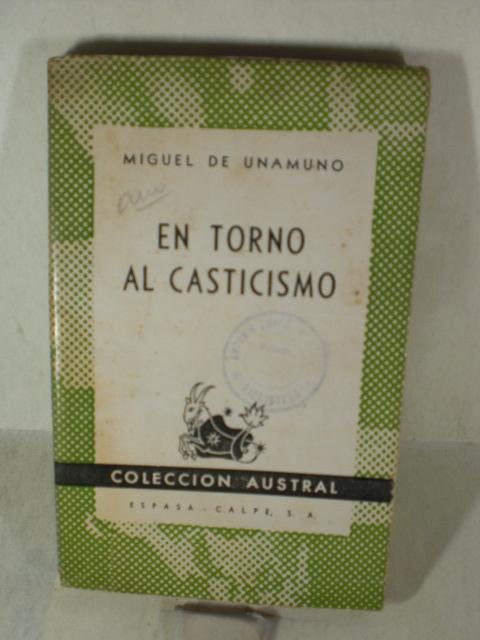 MIGUEL DE UNAMUNO
EN TORNO
AL CASTICISMO
COLECCION AUSTRAL
ESPASA - CALPE, S. A.